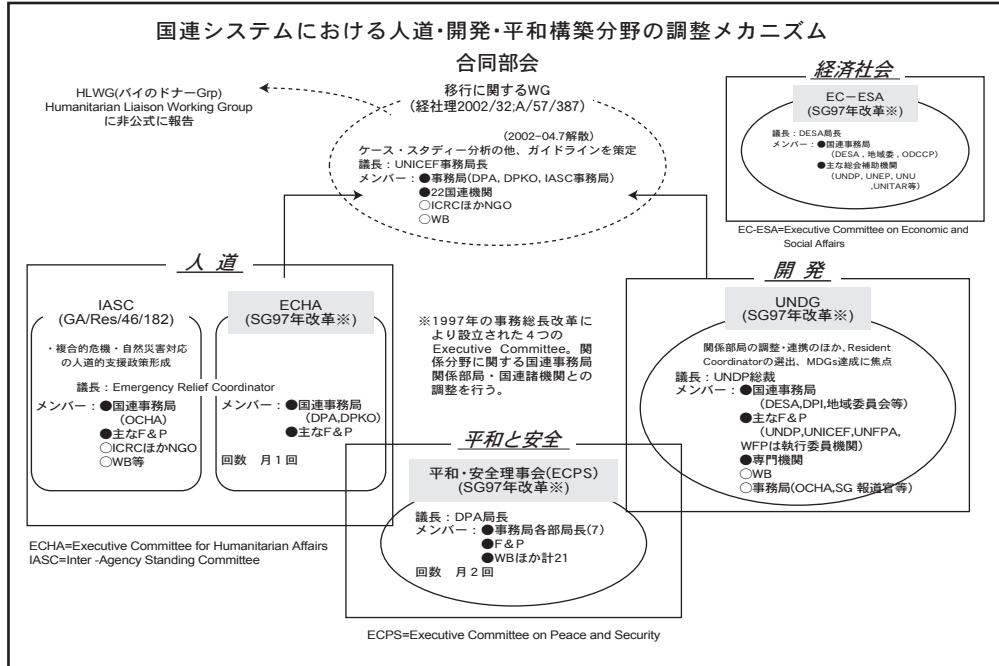 国連システムにおける人道･開発･平和構築分野の調整メカニズム
合同部会
移行に関するWG
(経社理2002/32;A/57/387)
(2002-04.7解散)
ケース・スタディー分析の他、ガイドラインを策定
議長：UNICEF事務局長
メンバー：●事務局(DPA, DPKO, IASC事務局)
●22国連機関
○ICRCほかNGO
○WB
HLWG(バイのドナーGrp)
Humanitarian Liaison Working Group
に非公式に報告
経済社会
EC－ESA
(SG97年改革※)
議長：DESA局長
メンバー：●国連事務局
(DESA , 地域委 , ODCCP)
●主な総会補助機関
(UNDP, UNEP, UNU
,UNITAR等)
EC-ESA=Executive Committee on Economic and
Social Affairs
人 道
IASC
(GA/Res/46/182)
・複合的危機・自然災害対応
の人道的支援政策形成
議長：Emergency Relief Coordinator
メンバー：●国連事務局
(OCHA)
●主なF＆P
○ICRCほかNGO
○WB等
ECHA
(SG97年改革※)
メンバー：●国連事務局
(DPA,DPKO)
●主なF＆P
回数　月１回
ECHA=Executive Committee for Humanitarian Affairs
IASC=Inter -Agency Standing Committee
※1997年の事務総長改革に
より設立された４つの
Executive Committee。関
係分野に関する国連事務局
関係部局・国連諸機関との
調整を行う。
開 発
UNDG
(SG97年改革※)
関係部局の調整・連携のほか、Resident
Coordinatorの選出、MDGs達成に焦点
議長：UNDP総裁
メンバー：●国連事務局
(DESA,DPI,地域委員会等)
●主なF＆P
(UNDP,UNICEF,UNFPA,
WFPは執行委員機関)
●専門機関
○WB
○事務局(OCHA,SG 報道官等)
平和と安全
平和・安全理事会(ECPS)
(SG97年改革※)
議長：DPA局長
メンバー：●事務局各部局長(7)
●F＆P
●WBほか計21
回数　月２回
ECPS=Executive Committee on Peace and Security